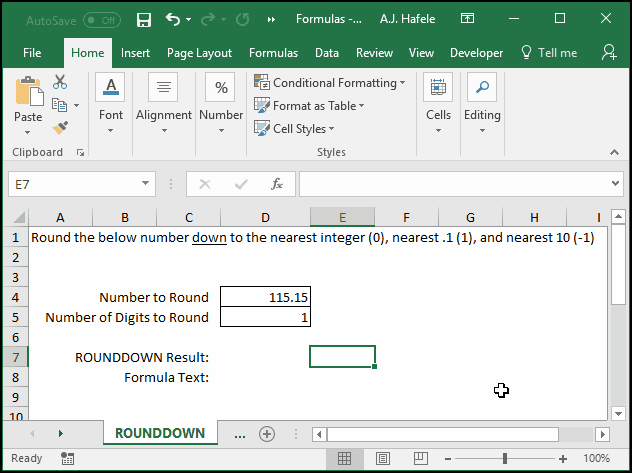 AutoSave Off Formulas -... A.J. Hafele
File Home Insert Page Layout Formulas Data Review View Developer Tell me
Paste Font Alignment % Number Conditional Formatting Format as Table Cell Styles Cells Editing
Clipboard Styles
E7 fx
A B C D E F G H I
1 Round the below number down to the nearest integer (0), nearest .1 (1), and nearest 10 (-1)
2
3
4 Number to Round 115.15
5 Number of Digits to Round 1
6
7 ROUNDDOWN Result:
8 Formula Text:
9
10
ROUNDDOWN ...
Ready 100%